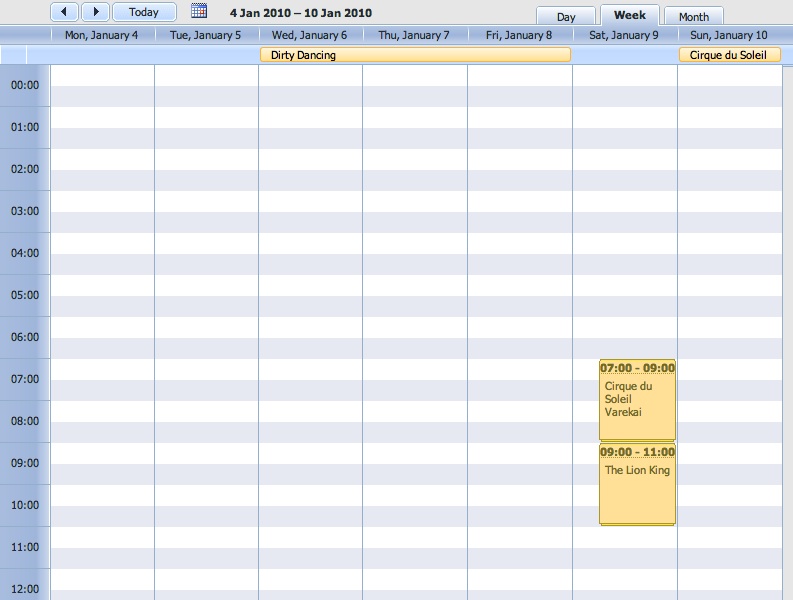 Today
4 Jan 2010 – 10 Jan 2010
Day
Week
Month
Mon, January 4
Tue, January 5
Wed, January 6
Thu, January 7
Fri, January 8
Sat, January 9
Sun, January 10
Dirty Dancing
Cirque du Soleil
00:00
01:00
02:00
03:00
04:00
05:00
06:00
07:00
08:00
09:00
10:00
11:00
12:00
07:00 - 09:00
Cirque du
Soleil
Varekai
09:00 - 11:00
The Lion King